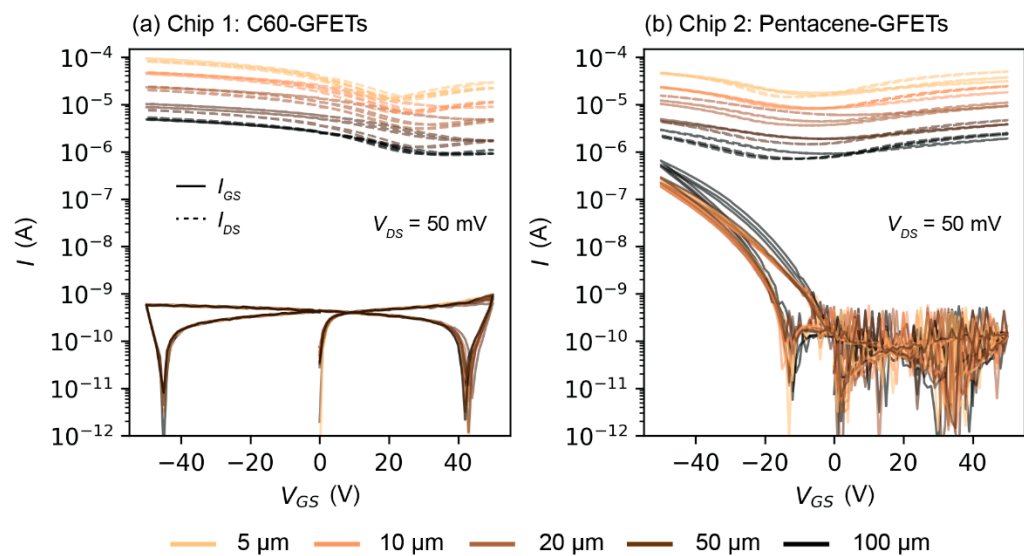 (a) Chip 1: C60-GFETs
(b) Chip 2: Pentacene-GFETs
10⁻⁴
10⁻⁵
10⁻⁶
10⁻⁷
10⁻⁸
10⁻⁹
10⁻¹⁰
10⁻¹¹
10⁻¹²
I (A)
I_GS
I_DS
V_DS = 50 mV
−40 −20 0 20 40
V_GS (V)
10⁻⁴
10⁻⁵
10⁻⁶
10⁻⁷
10⁻⁸
10⁻⁹
10⁻¹⁰
10⁻¹¹
10⁻¹²
I (A)
V_DS = 50 mV
−40 −20 0 20 40
V_GS (V)
5 μm 10 μm 20 μm 50 μm 100 μm